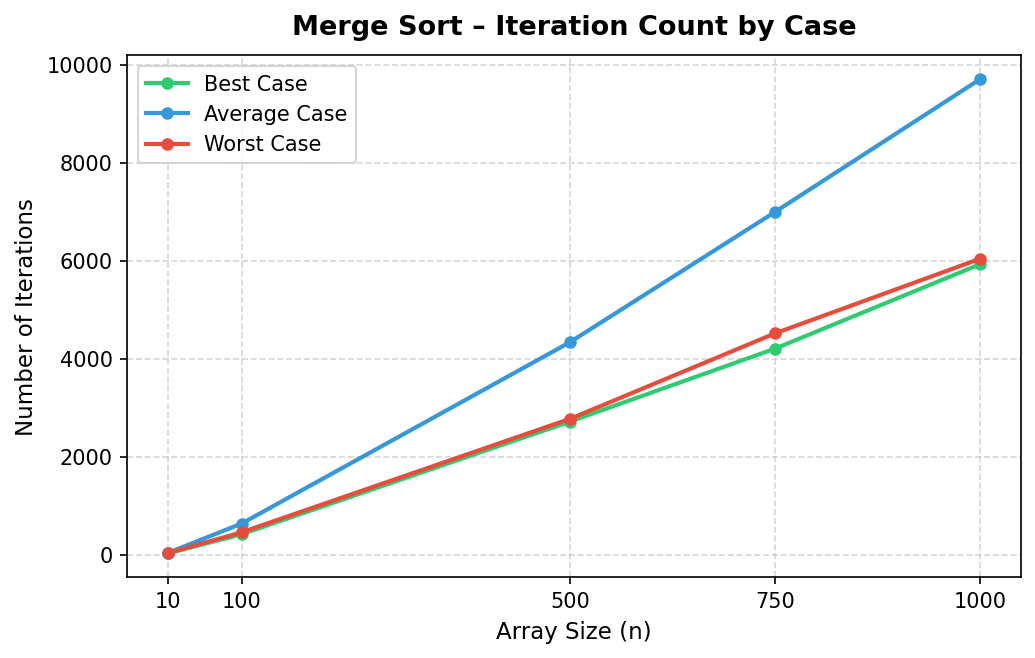 Merge Sort – Iteration Count by Case
10000
8000
6000
4000
2000
0
Number of Iterations
Best Case
Average Case
Worst Case
10
100
500
750
1000
Array Size (n)